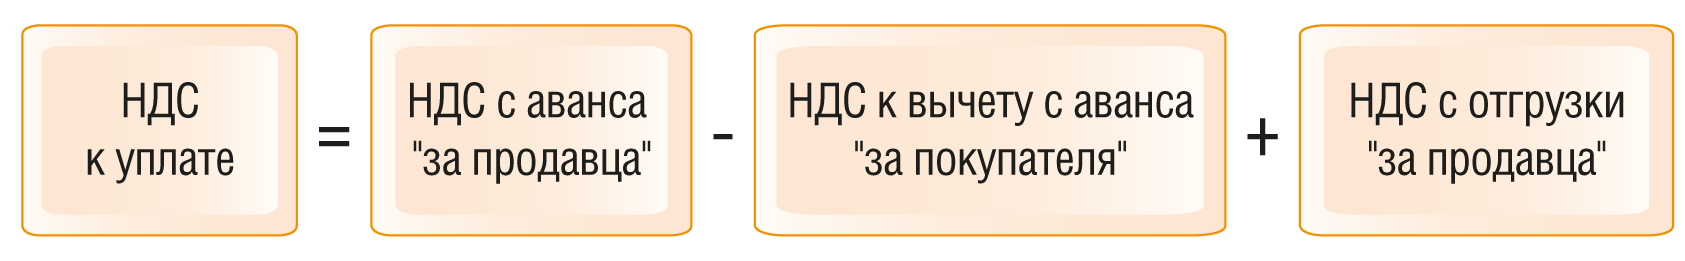 НДС
к уплате
=
НДС с аванса
"за продавца"
-
НДС к вычету с аванса
"за покупателя"
+
НДС с отгрузки
"за продавца"